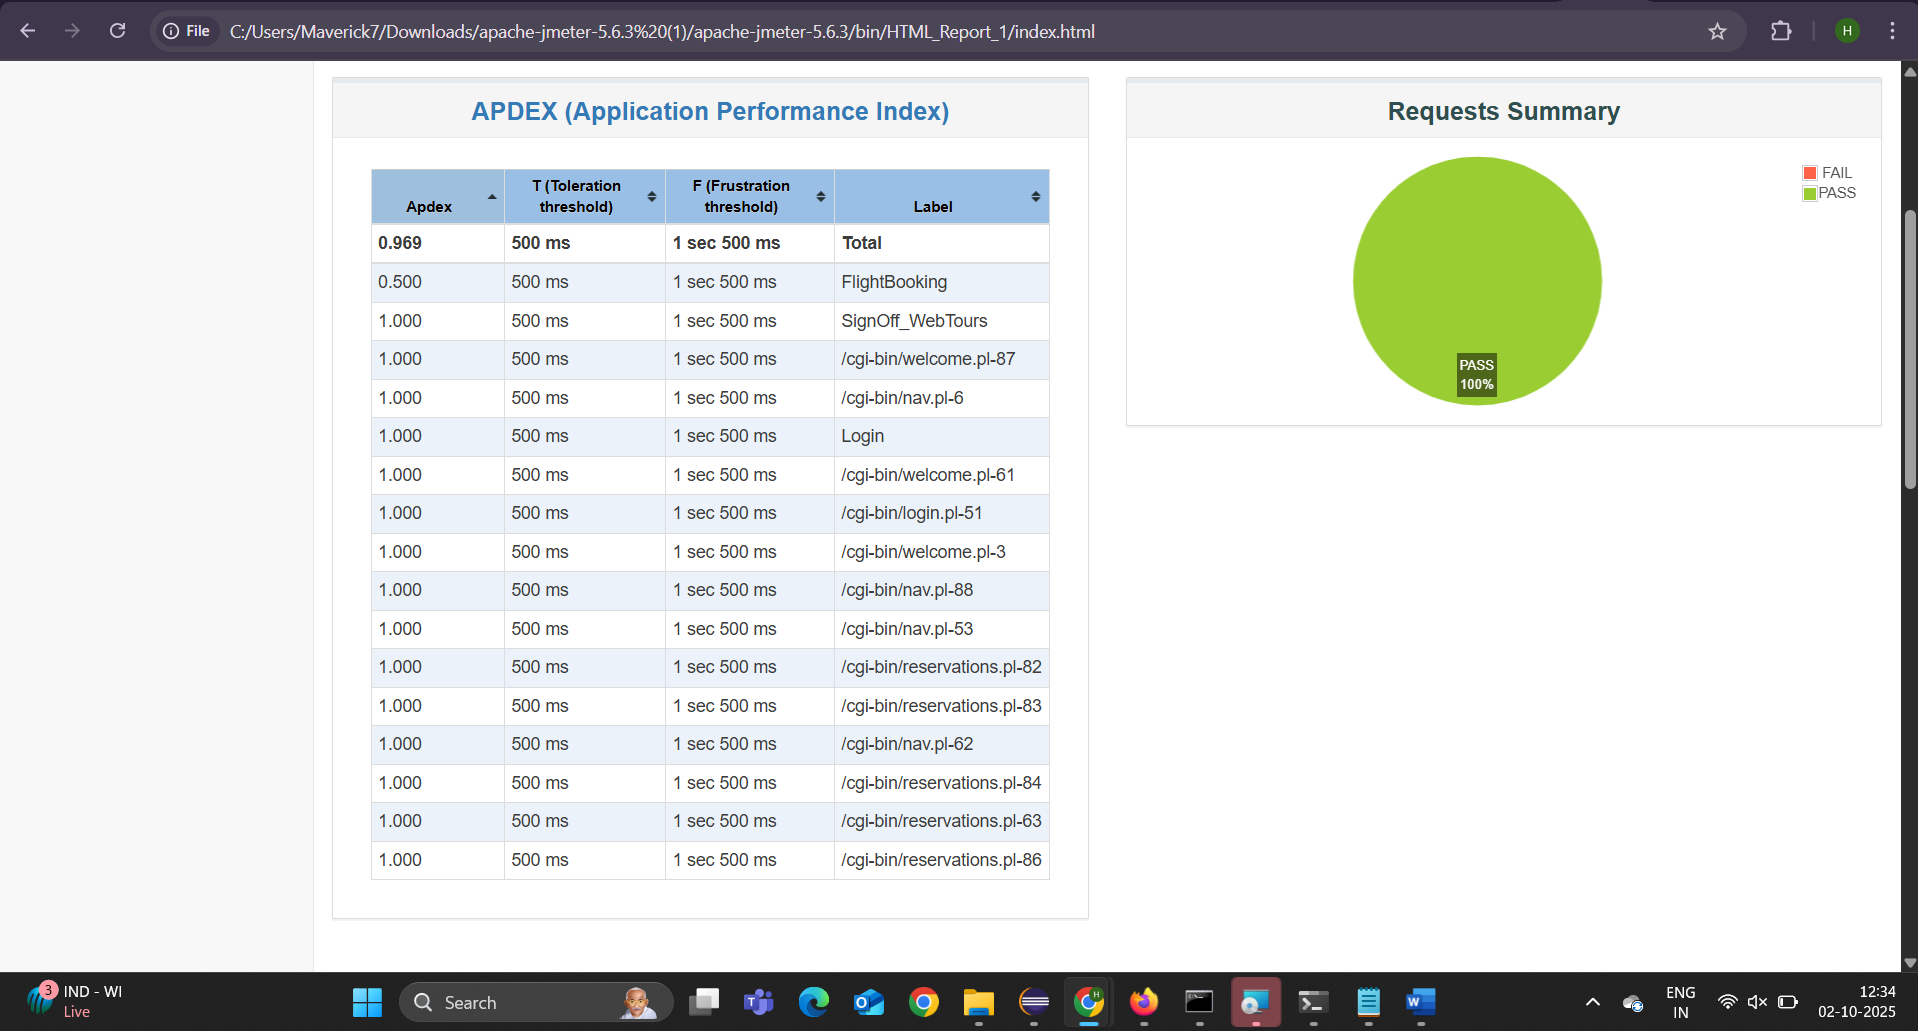 File C:/Users/Maverick7/Downloads/apache-jmeter-5.6.3%20(1)/apache-jmeter-5.6.3/bin/HTML_Report_1/index.html
H
APDEX (Application Performance Index)
Apdex T (Toleration threshold) F (Frustration threshold) Label
0.969 500 ms 1 sec 500 ms Total
0.500 500 ms 1 sec 500 ms FlightBooking
1.000 500 ms 1 sec 500 ms SignOff_WebTours
1.000 500 ms 1 sec 500 ms /cgi-bin/welcome.pl-87
1.000 500 ms 1 sec 500 ms /cgi-bin/nav.pl-6
1.000 500 ms 1 sec 500 ms Login
1.000 500 ms 1 sec 500 ms /cgi-bin/welcome.pl-61
1.000 500 ms 1 sec 500 ms /cgi-bin/login.pl-51
1.000 500 ms 1 sec 500 ms /cgi-bin/welcome.pl-3
1.000 500 ms 1 sec 500 ms /cgi-bin/nav.pl-88
1.000 500 ms 1 sec 500 ms /cgi-bin/nav.pl-53
1.000 500 ms 1 sec 500 ms /cgi-bin/reservations.pl-82
1.000 500 ms 1 sec 500 ms /cgi-bin/reservations.pl-83
1.000 500 ms 1 sec 500 ms /cgi-bin/nav.pl-62
1.000 500 ms 1 sec 500 ms /cgi-bin/reservations.pl-84
1.000 500 ms 1 sec 500 ms /cgi-bin/reservations.pl-63
1.000 500 ms 1 sec 500 ms /cgi-bin/reservations.pl-86
Requests Summary
FAIL
PASS
PASS
100%
3
IND - WI
Live
Search
ENG
IN
12:34
02-10-2025